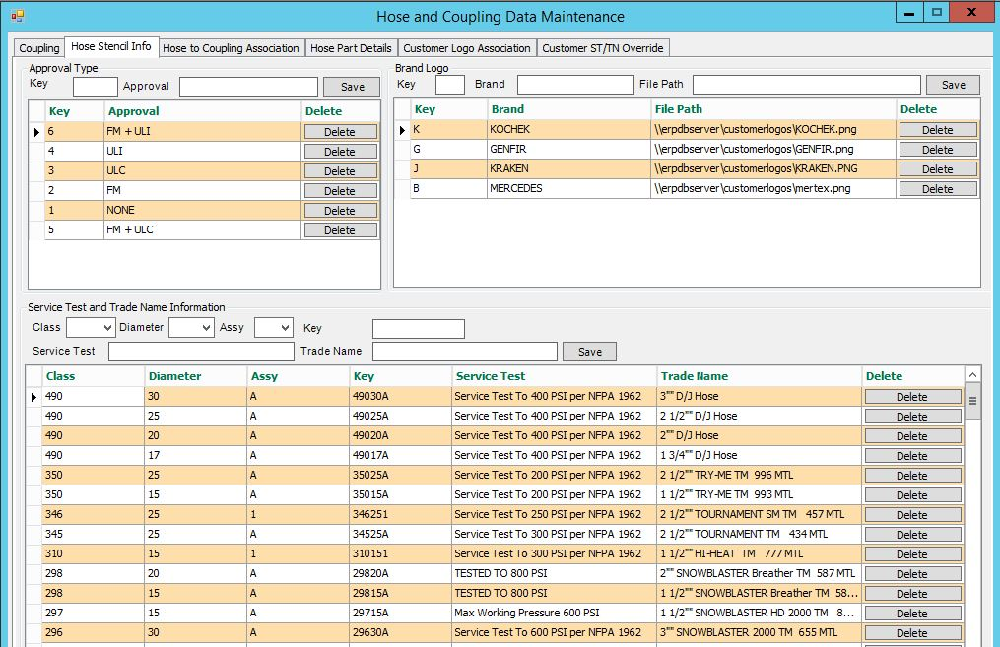 Hose and Coupling Data Maintenance
X
Coupling Hose Stencil Info Hose to Coupling Association Hose Part Details Customer Logo Association Customer ST/TN Override
Approval Type
Key Approval Save
Key Approval Delete
6 FM + ULI Delete
4 ULI Delete
3 ULC Delete
2 FM Delete
1 NONE Delete
5 FM + ULC Delete
Brand Logo
Key Brand File Path Save
Key Brand File Path Delete
K KOCHEK \\erpdbserver\customerlogos\KOCHEK.png Delete
G GENFIR \\erpdbserver\customerlogos\GENFIR.png Delete
J KRAKEN \\erpdbserver\customerlogos\KRAKEN.PNG Delete
B MERCEDES \\erpdbserver\customerlogos\mertex.png Delete
Service Test and Trade Name Information
Class Diameter Assy Key
Service Test Trade Name Save
Class Diameter Assy Key Service Test Trade Name Delete
490 30 A 49030A Service Test To 400 PSI per NFPA 1962 3"" D/J Hose Delete
490 25 A 49025A Service Test To 400 PSI per NFPA 1962 2 1/2"" D/J Hose Delete
490 20 A 49020A Service Test To 400 PSI per NFPA 1962 2"" D/J Hose Delete
490 17 A 49017A Service Test To 400 PSI per NFPA 1962 1 3/4"" D/J Hose Delete
350 25 A 35025A Service Test To 200 PSI per NFPA 1962 2 1/2"" TRY-ME TM 996 MTL Delete
350 15 A 35015A Service Test To 200 PSI per NFPA 1962 1 1/2"" TRY-ME TM 993 MTL Delete
346 25 1 346251 Service Test To 250 PSI per NFPA 1962 2 1/2"" TOURNAMENT SM TM 457 MTL Delete
345 25 A 34525A Service Test To 300 PSI per NFPA 1962 2 1/2"" TOURNAMENT TM 434 MTL Delete
310 15 1 310151 Service Test To 300 PSI per NFPA 1962 1 1/2"" HI-HEAT TM 777 MTL Delete
298 20 A 29820A TESTED TO 800 PSI 2"" SNOWBLASTER Breather TM 587 MTL Delete
298 15 A 29815A TESTED TO 800 PSI 1 1/2"" SNOWBLASTER Breather TM 58... Delete
297 15 A 29715A Max Working Pressure 600 PSI 1 1/2"" SNOWBLASTER HD 2000 TM 8... Delete
296 30 A 29630A Service Test To 600 PSI per NFPA 1962 3"" SNOWBLASTER 2000 TM 655 MTL Delete